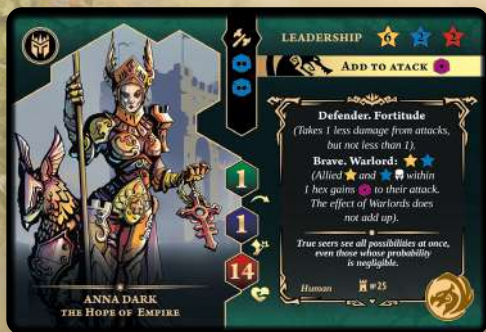 LEADERSHIP 6 2 2
ADD TO ATACK
Defender. Fortitude
(Takes 1 less damage from attacks,
but not less than 1).
Brave. Warlord:
(Allied and within
1 hex gains to their attack.
The effect of Warlords does
not add up).
True seers see all possibilities at once,
even those whose probability
is negligible.
Human №25
1
1
14
ANNA DARK
THE HOPE OF EMPIRE